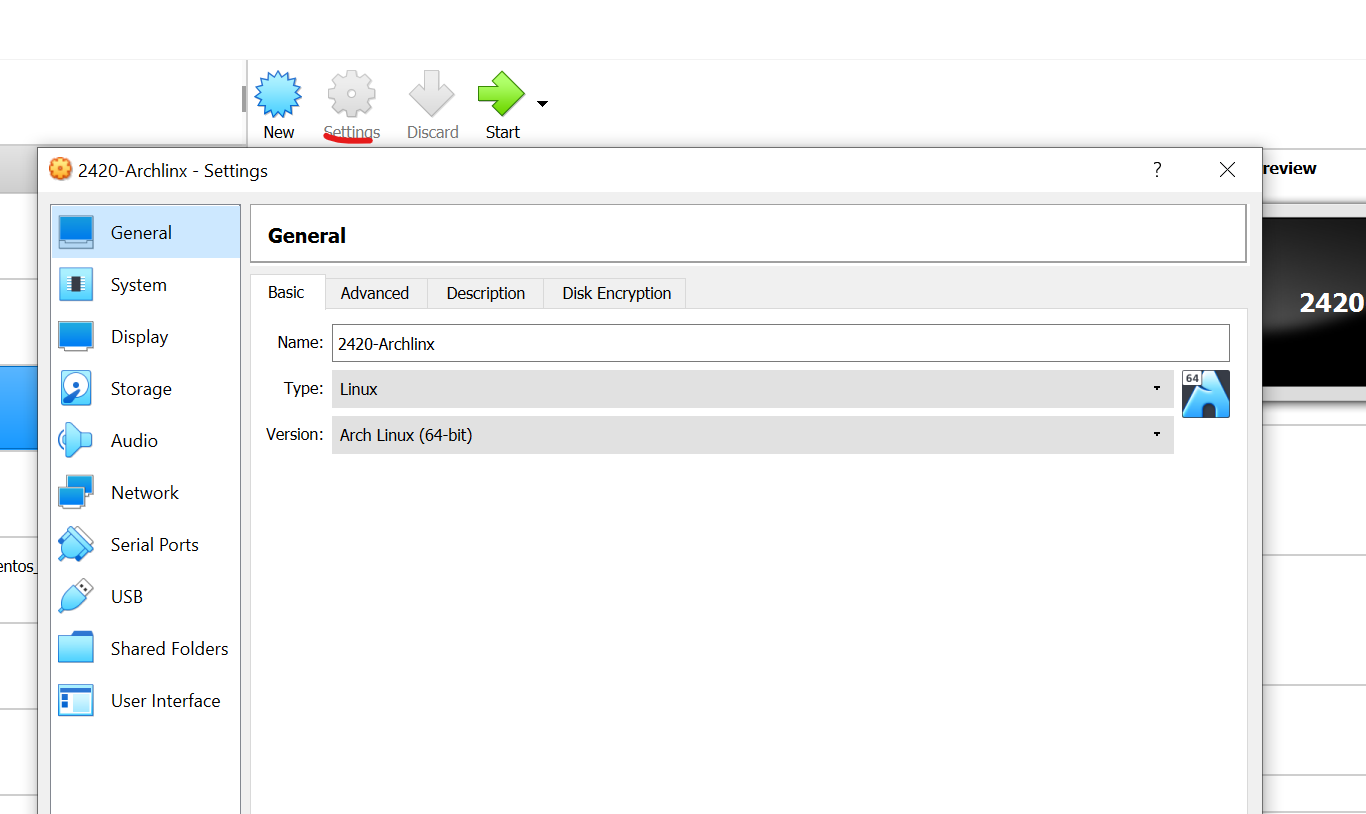 New Settings Discard Start
2420-Archlinx - Settings ?
review
General
General
System
Display
Storage
Audio
Network
Serial Ports
USB
Shared Folders
User Interface
Basic Advanced Description Disk Encryption
Name: 2420-Archlinx
Type: Linux
64
Version: Arch Linux (64-bit)
2420
entos_